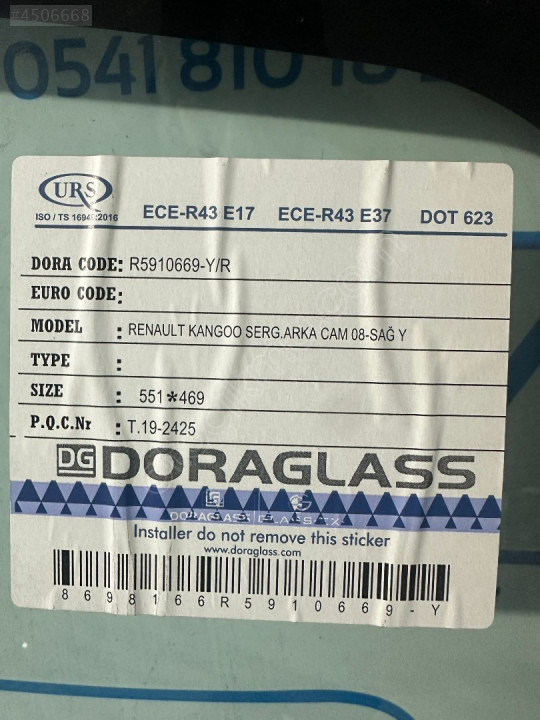 #4506668
0541 810
URS
ISO / TS 16949:2016
ECE-R43 E17 ECE-R43 E37 DOT 623
DORA CODE: R5910669-Y/R
EURO CODE:
MODEL : RENAULT KANGOO SERG.ARKA CAM 08-SAĞ Y
TYPE :
SIZE : 551*469
P.Q.C.Nr : T.19-2425
DG DORAGLASS
DORAGLASS GLASSFX
Installer do not remove this sticker
www.doraglass.com
8698166R5910669-Y